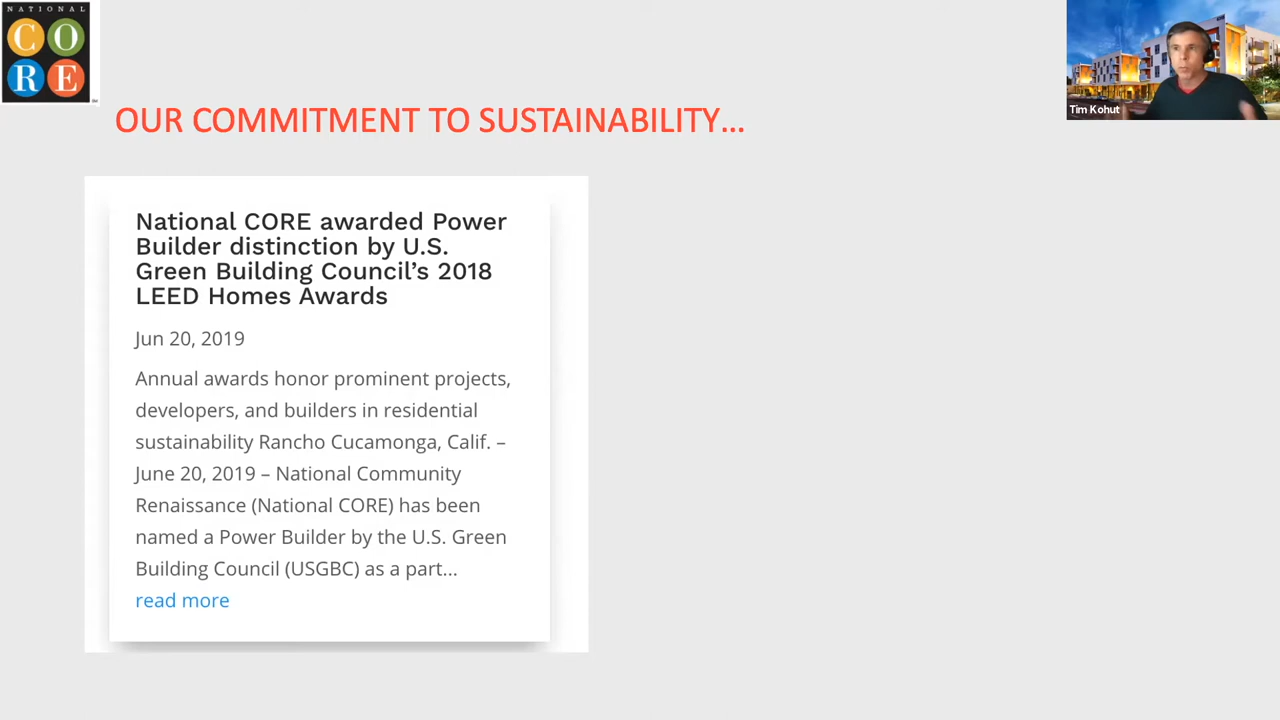 NATIONAL
CO
RE
Tim Kohut
OUR COMMITMENT TO SUSTAINABILITY...
National CORE awarded Power
Builder distinction by U.S.
Green Building Council’s 2018
LEED Homes Awards
Jun 20, 2019
Annual awards honor prominent projects,
developers, and builders in residential
sustainability Rancho Cucamonga, Calif. –
June 20, 2019 – National Community
Renaissance (National CORE) has been
named a Power Builder by the U.S. Green
Building Council (USGBC) as a part...
read more